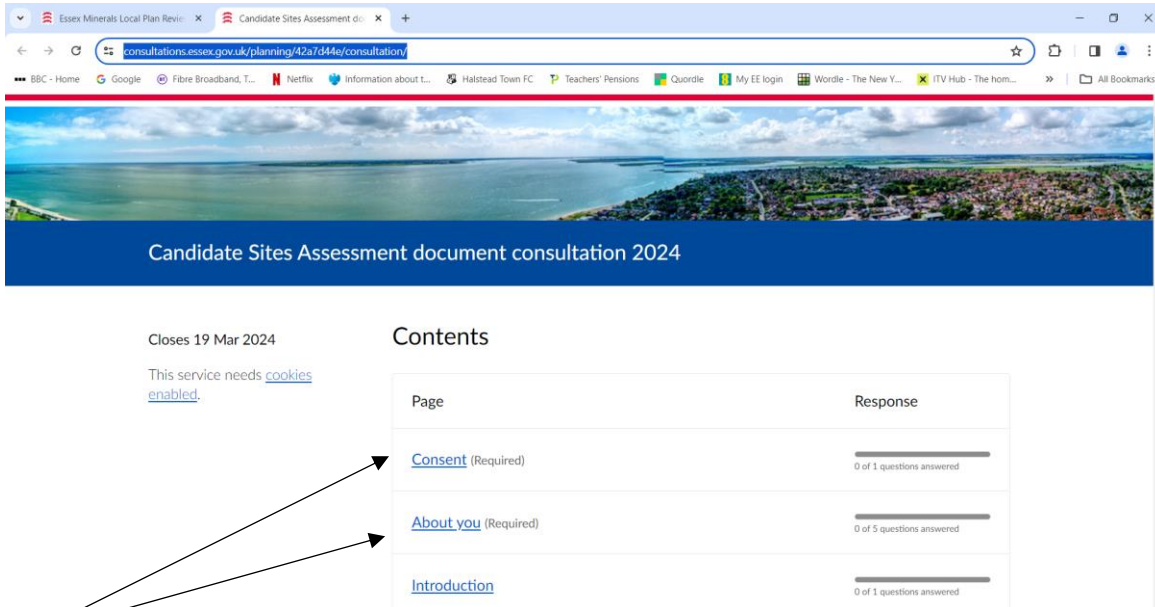 Essex Minerals Local Plan Revie
Candidate Sites Assessment do
consultations.essex.gov.uk/planning/42a7d44e/consultation/
BBC - Home
Google
Fibre Broadband, T...
Netflix
Information about t...
Halstead Town FC
Teachers' Pensions
Quordle
My EE login
Wordle - The New Y...
ITV Hub - The hom...
»
All Bookmarks
Candidate Sites Assessment document consultation 2024
Closes 19 Mar 2024
This service needs cookies
enabled.
Contents
Page Response
Consent (Required)
0 of 1 questions answered
About you (Required)
0 of 5 questions answered
Introduction
0 of 1 questions answered